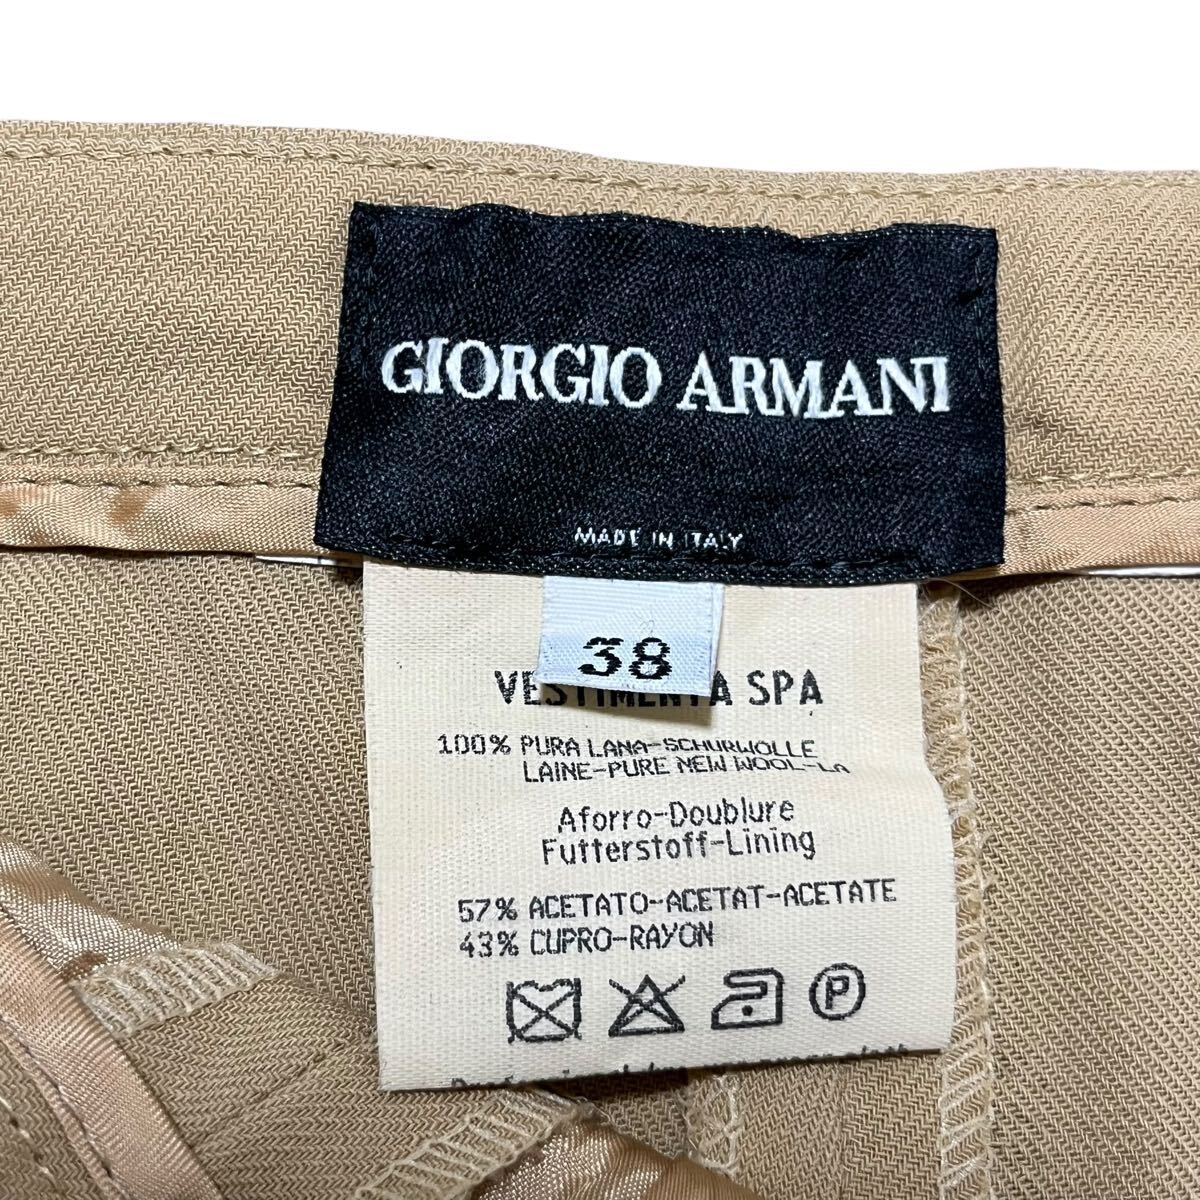 GIORGIO ARMANI
MADE IN ITALY
38
SPA
100% PURA LANA-SCHURWOLLE
LAINE-PURE NEW WOOL-LA
Aforro-Doublure
Futterstoff-Lining
57% ACETATO-ACETAT-ACETATE
43% CUPRO-RAYON
P